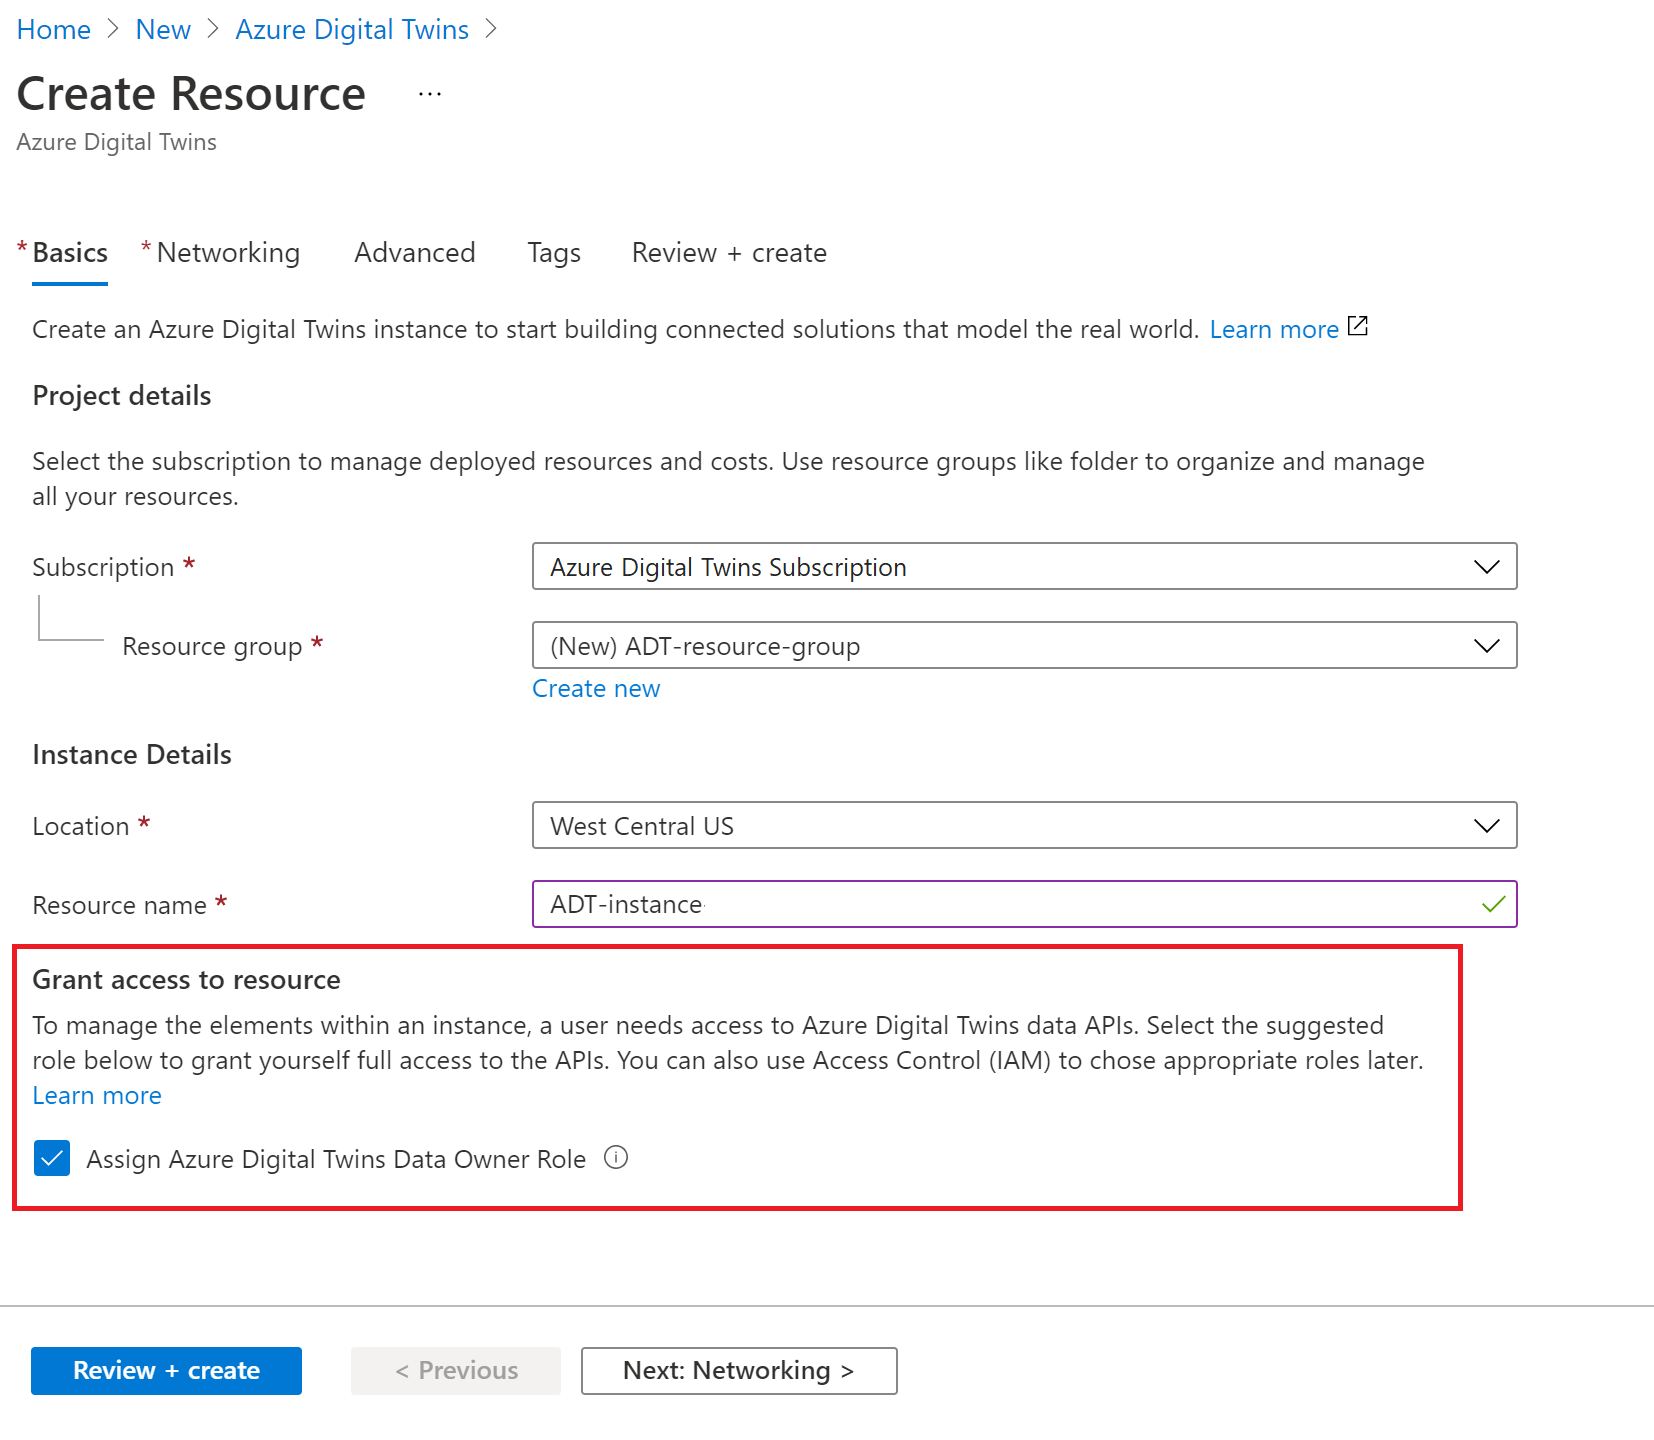 Home > New > Azure Digital Twins >
Create Resource ...
Azure Digital Twins
* Basics * Networking Advanced Tags Review + create
Create an Azure Digital Twins instance to start building connected solutions that model the real world. Learn more
Project details
Select the subscription to manage deployed resources and costs. Use resource groups like folder to organize and manage
all your resources.
Subscription * Azure Digital Twins Subscription
Resource group * (New) ADT-resource-group
Create new
Instance Details
Location * West Central US
Resource name * ADT-instance
Grant access to resource
To manage the elements within an instance, a user needs access to Azure Digital Twins data APIs. Select the suggested
role below to grant yourself full access to the APIs. You can also use Access Control (IAM) to chose appropriate roles later.
Learn more
Assign Azure Digital Twins Data Owner Role
Review + create < Previous Next: Networking >